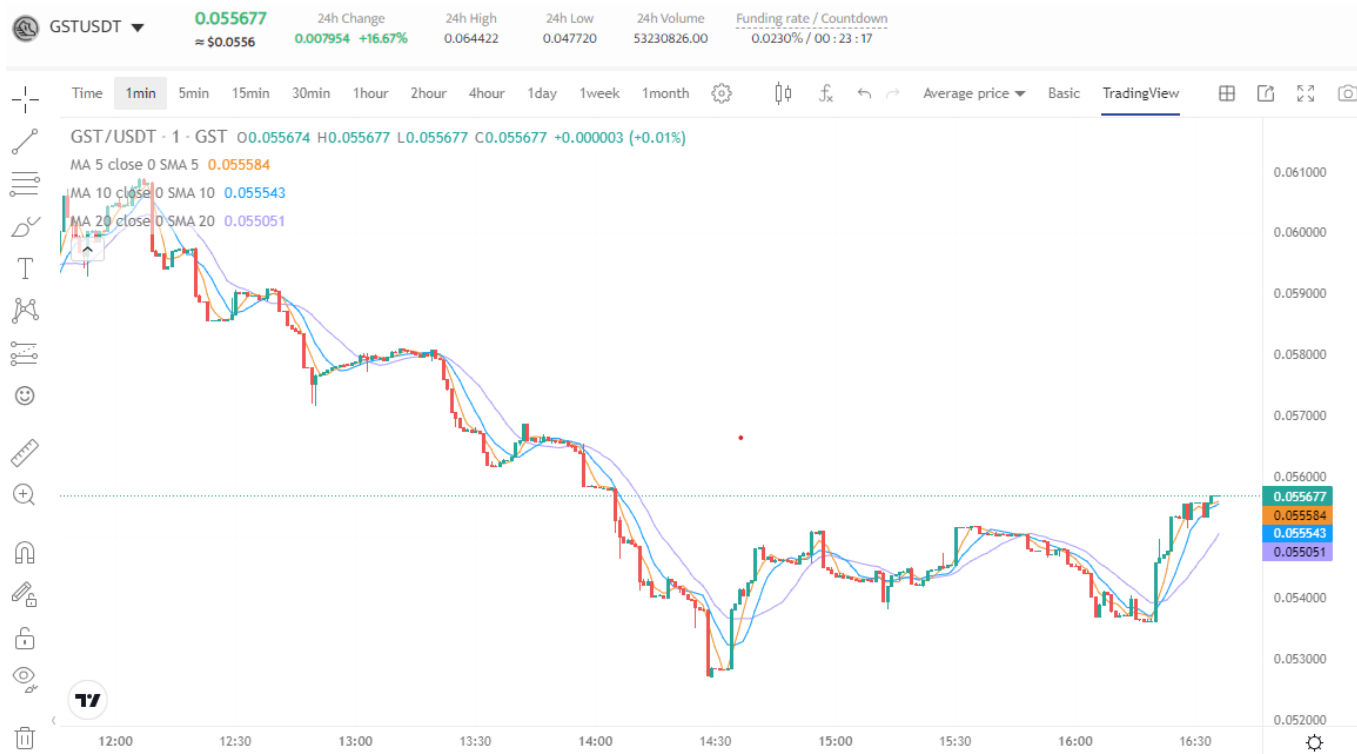 GSTUSDT
0.055677
≈ $0.0556
24h Change
0.007954 +16.67%
24h High
0.064422
24h Low
0.047720
24h Volume
53230826.00
Funding rate / Countdown
0.0230% / 00 : 23 : 17
Time 1min 5min 15min 30min 1hour 2hour 4hour 1day 1week 1month Average price Basic TradingView
GST/USDT · 1 · GST O0.055674 H0.055677 L0.055677 C0.055677 +0.000003 (+0.01%)
MA 5 close 0 SMA 5 0.055584
MA 10 close 0 SMA 10 0.055543
MA 20 close 0 SMA 20 0.055051
0.061000
0.060000
0.059000
0.058000
0.057000
0.056000
0.055677
0.055584
0.055543
0.055051
0.054000
0.053000
0.052000
12:00 12:30 13:00 13:30 14:00 14:30 15:00 15:30 16:00 16:30